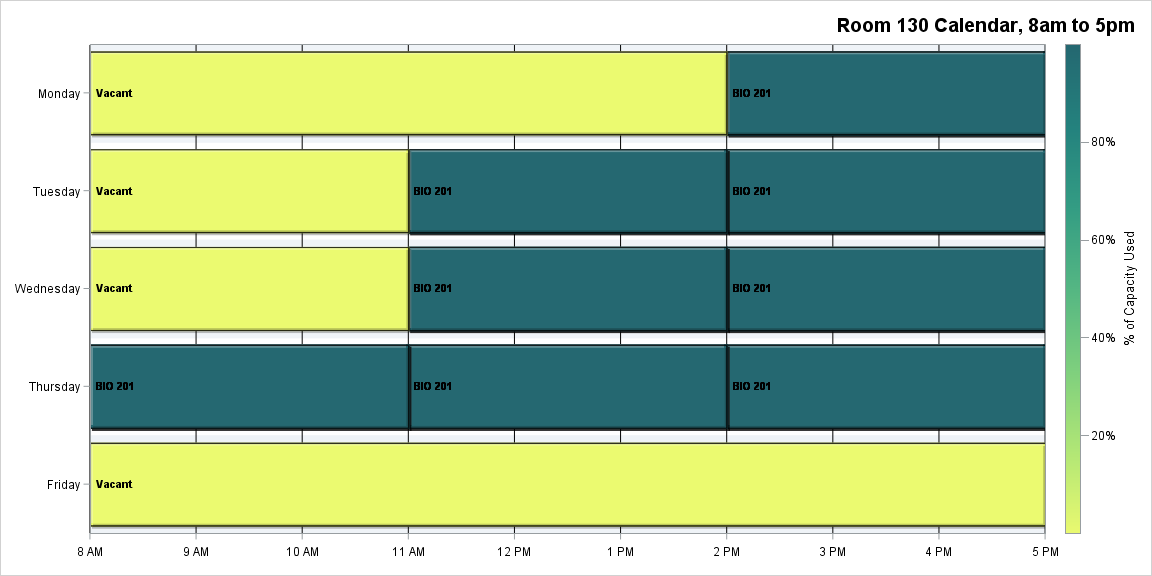 Room 130 Calendar, 8am to 5pm
Monday
Vacant
BIO 201
Tuesday
Vacant
BIO 201
BIO 201
Wednesday
Vacant
BIO 201
BIO 201
Thursday
BIO 201
BIO 201
BIO 201
Friday
Vacant
8 AM 9 AM 10 AM 11 AM 12 PM 1 PM 2 PM 3 PM 4 PM 5 PM
80%
60%
40%
20%
% of Capacity Used